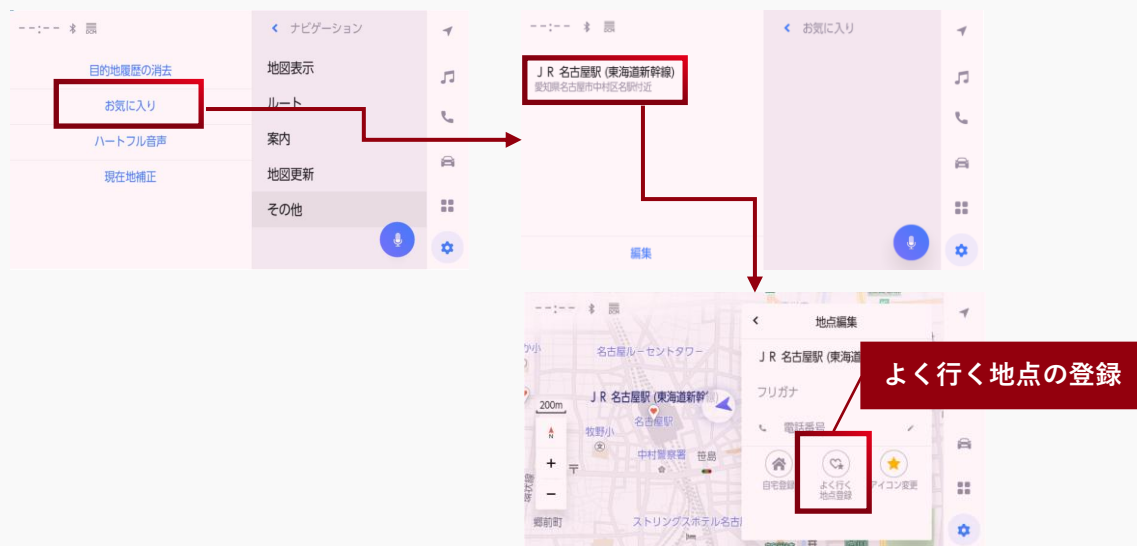 --:--
ナビゲーション
目的地履歴の消去
お気に入り
ハートフル音声
現在地補正
地図表示
ルート
案内
地図更新
その他
--:--
お気に入り
JR 名古屋駅 (東海道新幹線)
愛知県名古屋市中村区名駅付近
編集
--:--
地点編集
名古屋ルーセントタワー
JR 名古屋駅 (東海道新幹
名古屋駅
200m
N
牧野小
中村警察署
笹島
+
−
郷前町
ストリングスホテル名古
JR 名古屋駅 (東海道
フリガナ
電話番号
自宅登録
よく行く
地点登録
アイコン変更
よく行く地点の登録